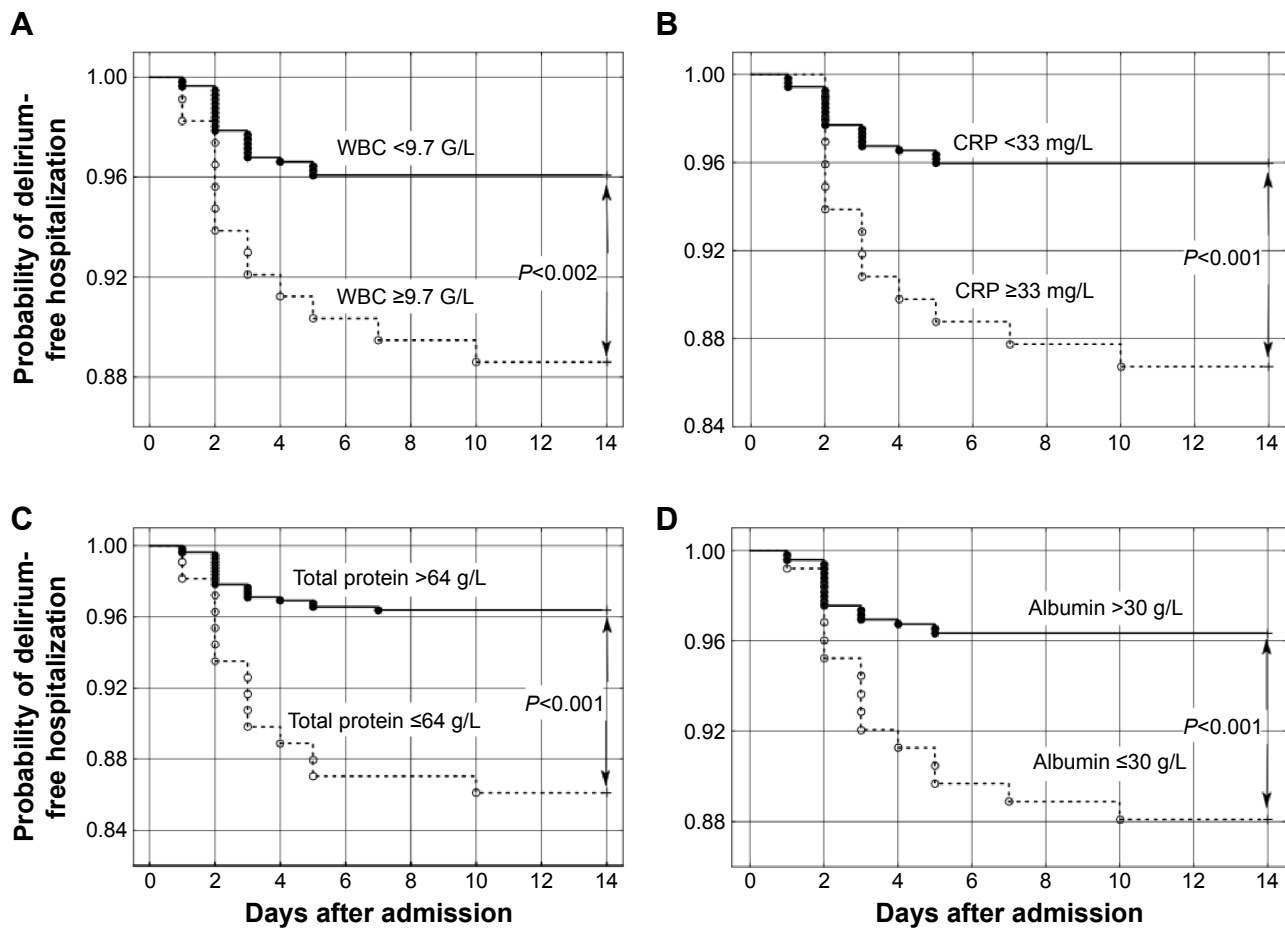 A
Probability of delirium-
free hospitalization
1.00
0.96
0.92
0.88
WBC <9.7 G/L
WBC ≥9.7 G/L
P<0.002
0 2 4 6 8 10 12 14
B
1.00
0.96
0.92
0.88
0.84
CRP <33 mg/L
CRP ≥33 mg/L
P<0.001
0 2 4 6 8 10 12 14
C
Probability of delirium-
free hospitalization
1.00
0.96
0.92
0.88
0.84
Total protein >64 g/L
Total protein ≤64 g/L
P<0.001
0 2 4 6 8 10 12 14
Days after admission
D
1.00
0.96
0.92
0.88
Albumin >30 g/L
Albumin ≤30 g/L
P<0.001
0 2 4 6 8 10 12 14
Days after admission